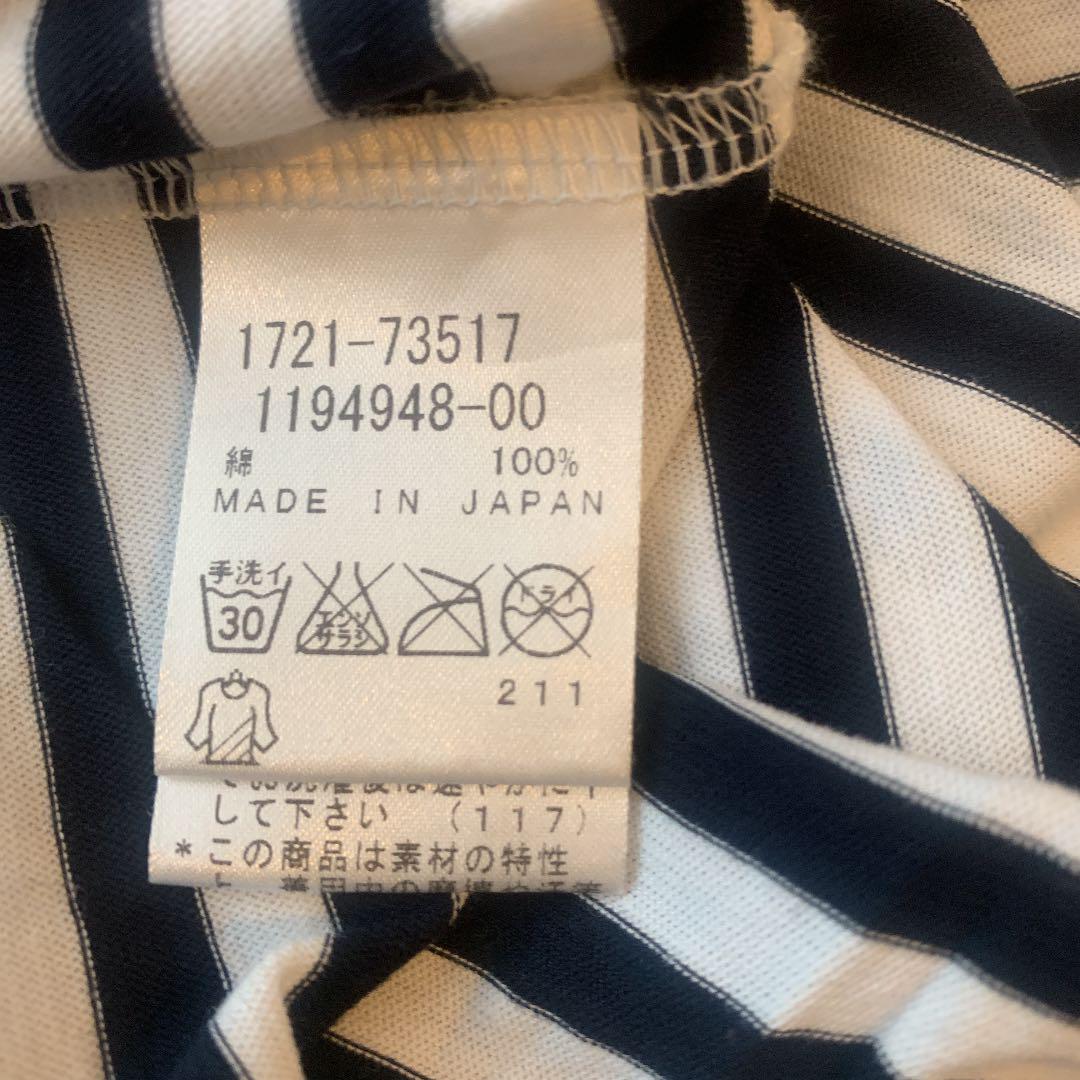 1721-73517
1194948-00
綿 100%
MADE IN JAPAN
手洗イ
30 エンソ
サラシ ドライ
211
して下さい (117)
* この商品は素材の特性